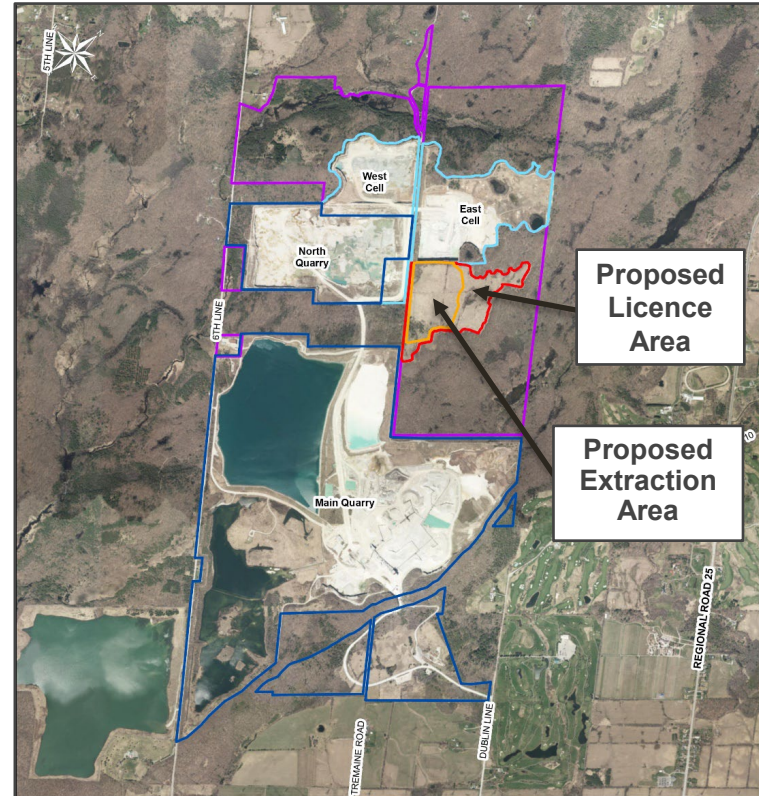 5TH LINE
West
Cell
East
Cell
North
Quarry
Proposed
Licence
Area
6TH LINE
10
Proposed
Extraction
Area
Main Quarry
REGIONAL ROAD 25
TREMAINE ROAD
DUBLIN LINE